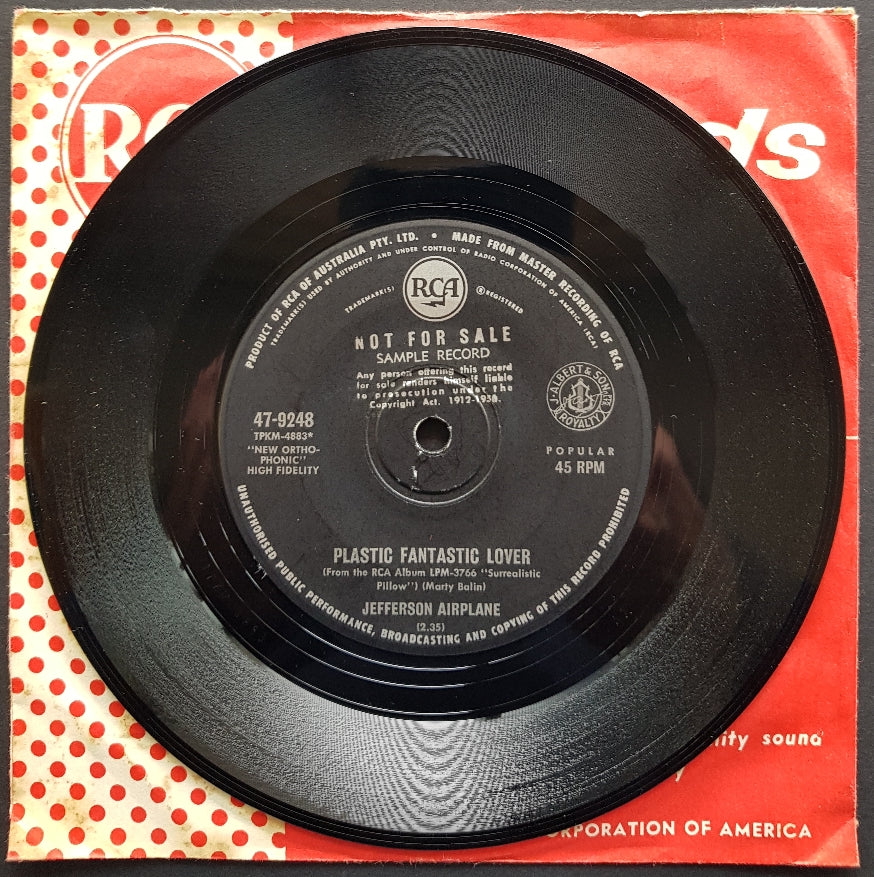 RCA
ds
PRODUCT OF RCA OF AUSTRALIA PTY. LTD. • MADE FROM MASTER RECORDING OF RCA
TRADEMARK(S) USED BY AUTHORITY AND UNDER CONTROL OF RADIO CORPORATION OF AMERICA (RCA)
TRADEMARK(S) RCA ® REGISTERED
NOT FOR SALE
SAMPLE RECORD
Any person offering this record
for sale renders himself liable
to prosecution under the
Copyright Act. 1912-1950.
J. ALBERT & SON
ROYALTY
47-9248
TPKM-4883*
"NEW ORTHO-
PHONIC"
HIGH FIDELITY
POPULAR
45 RPM
PLASTIC FANTASTIC LOVER
(From the RCA Album LPM-3766 "Surrealistic
Pillow") (Marty Balin)
JEFFERSON AIRPLANE
(2.35)
UNAUTHORISED PUBLIC PERFORMANCE, BROADCASTING AND COPYING OF THIS RECORD PROHIBITED
lity sound
y
RPORATION OF AMERICA